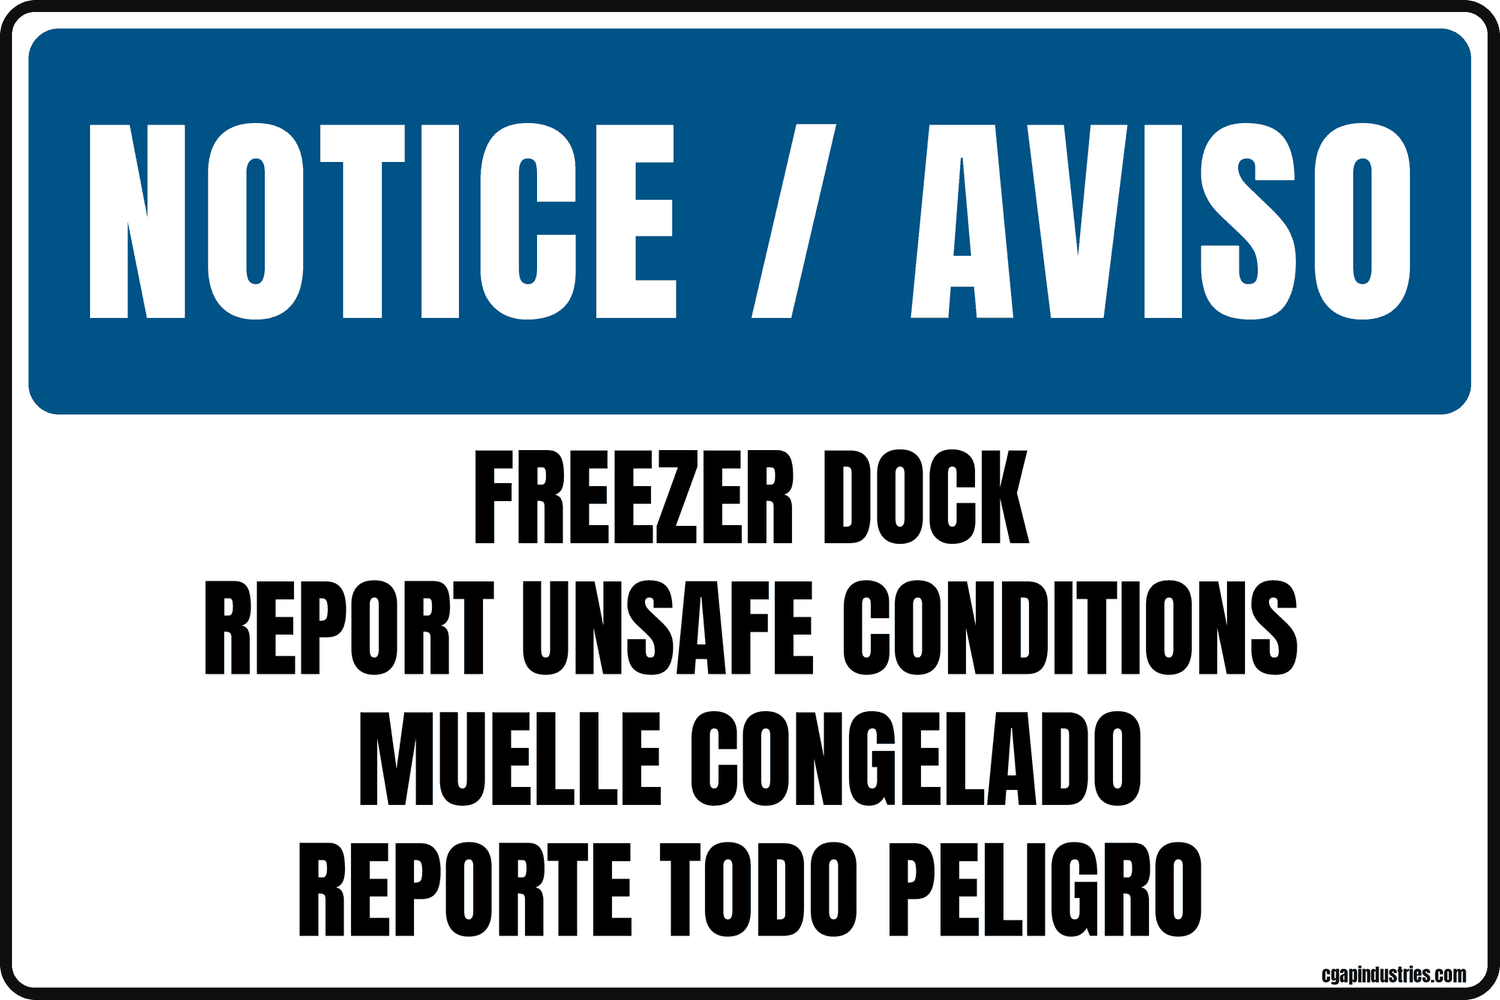 NOTICE / AVISO
FREEZER DOCK
REPORT UNSAFE CONDITIONS
MUELLE CONGELADO
REPORTE TODO PELIGRO
cgapindustries.com